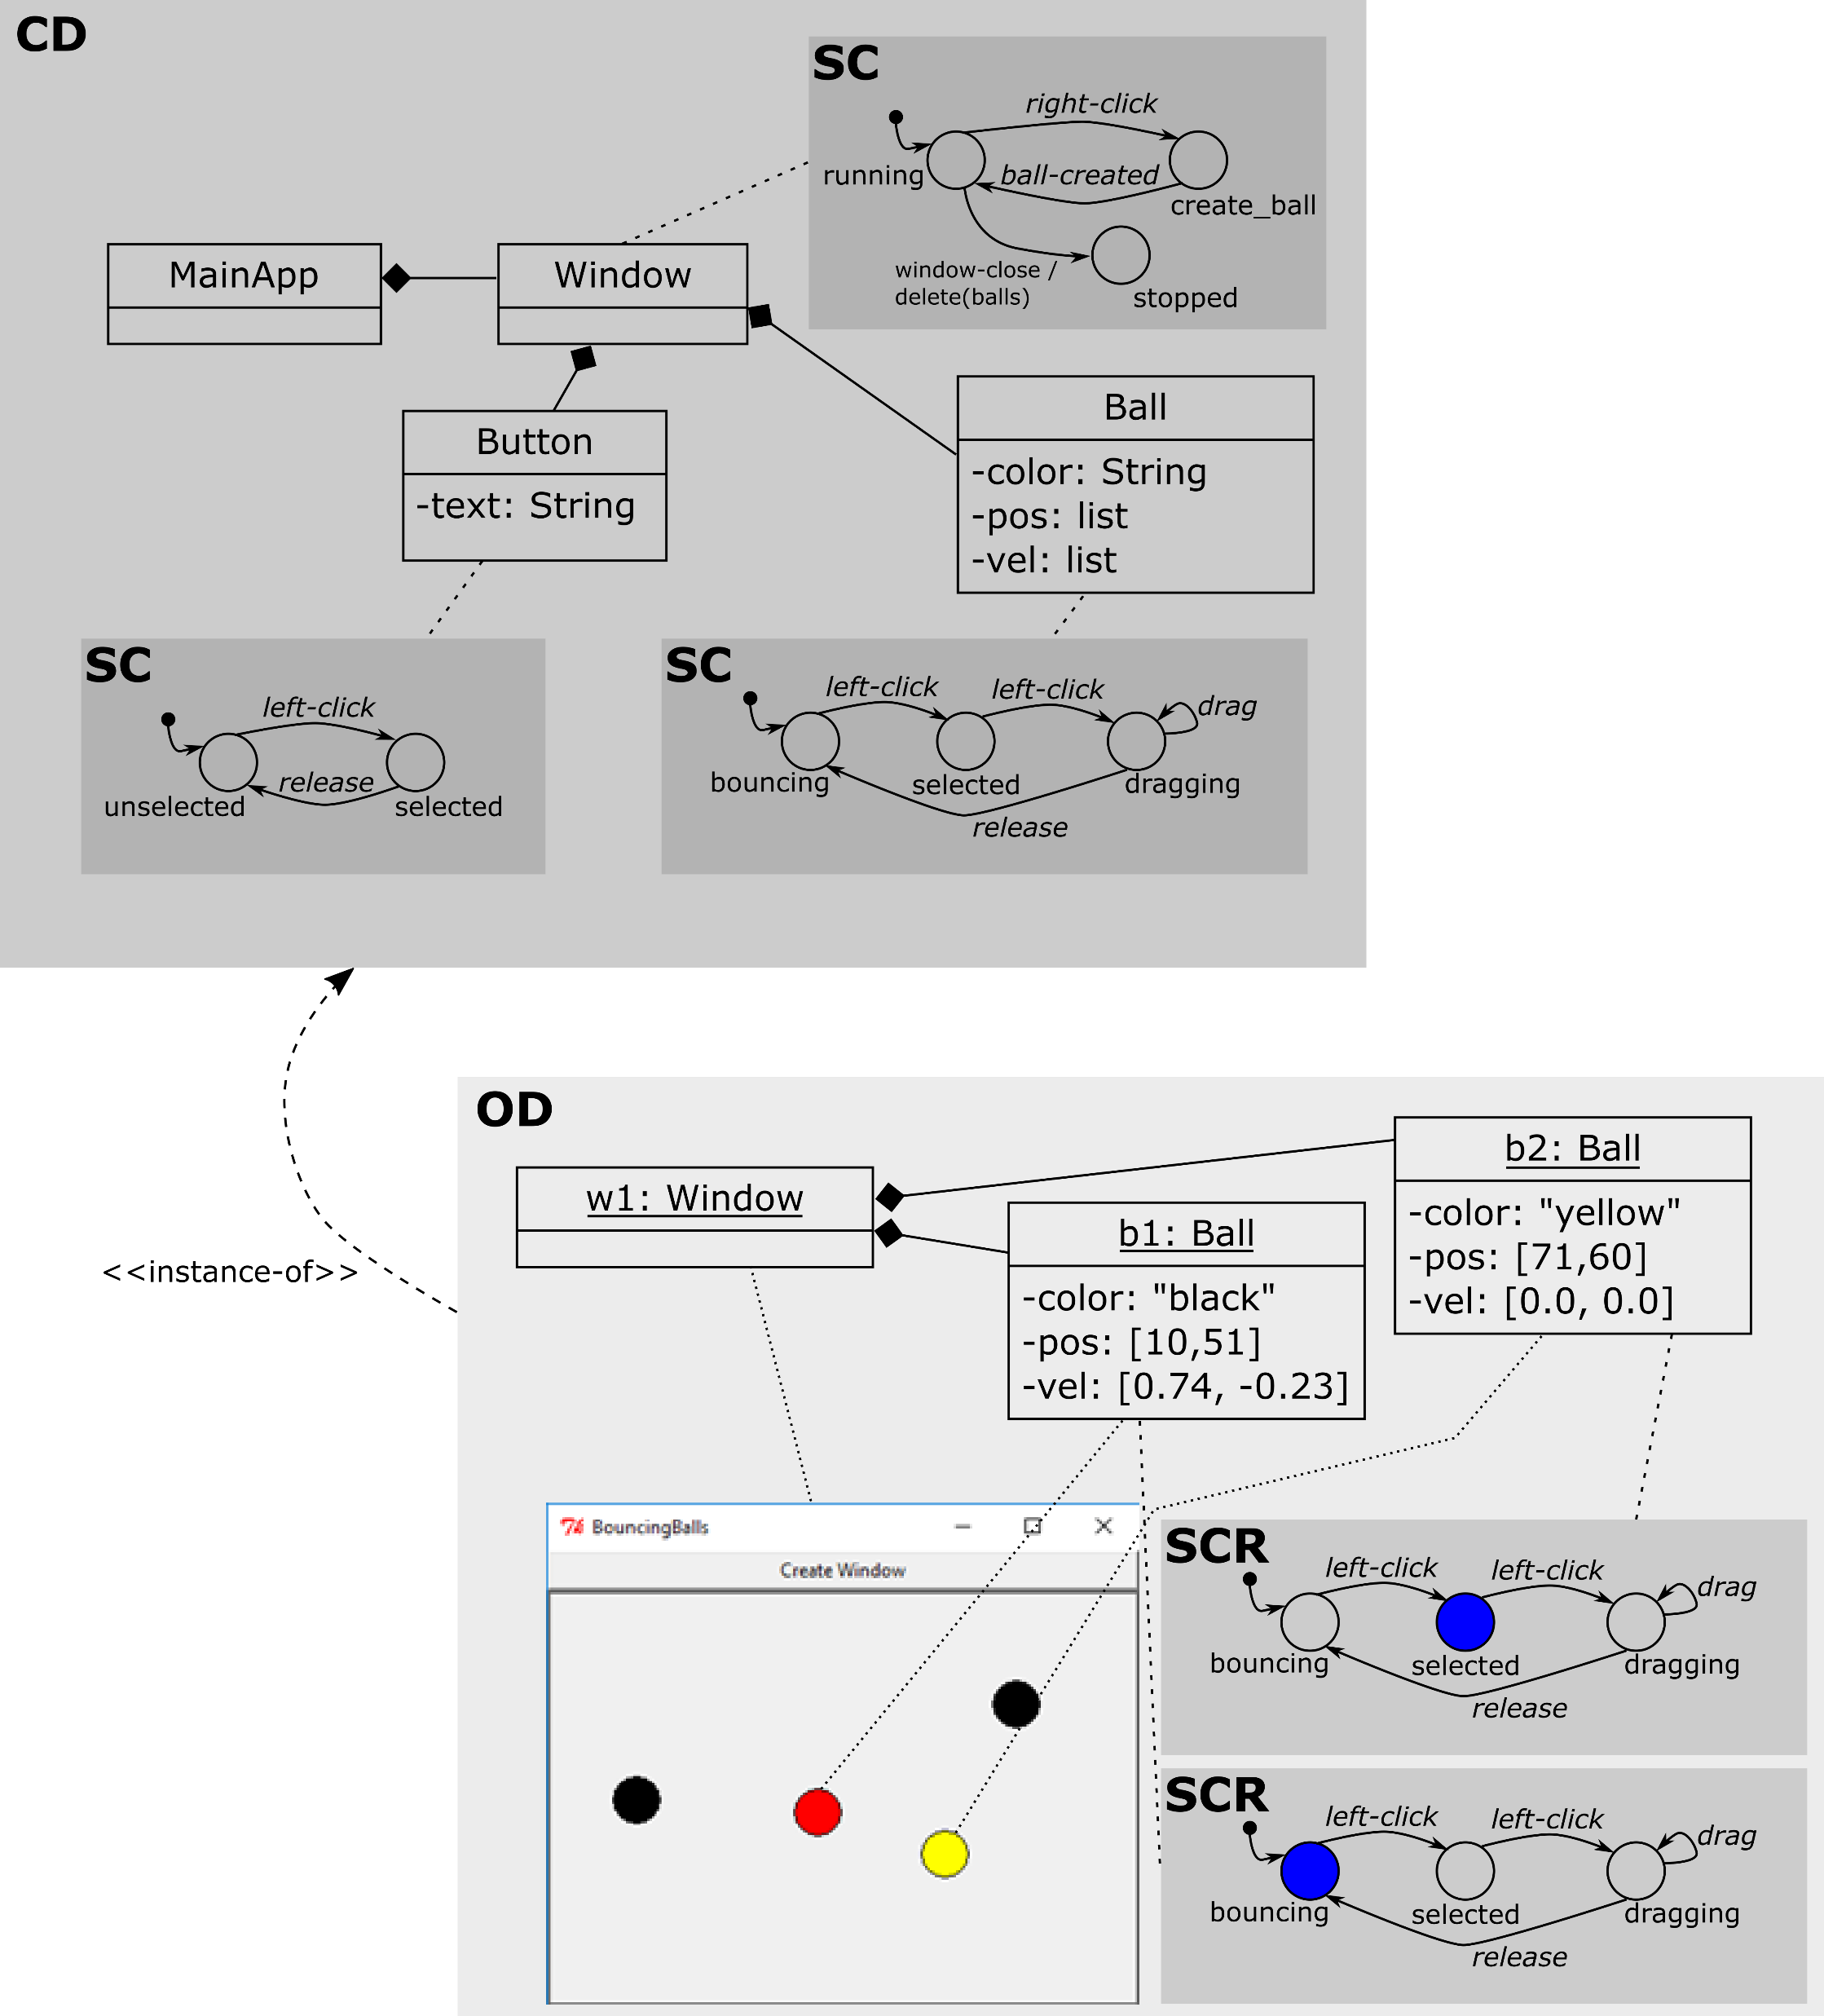 CD
SC
right-click
running
ball-created
create_ball
window-close /
delete(balls)
stopped
MainApp
Window
Button
-text: String
Ball
-color: String
-pos: list
-vel: list
SC
left-click
release
unselected
selected
SC
left-click
left-click
drag
bouncing
selected
dragging
release
<<instance-of>>
OD
w1: Window
b1: Ball
-color: "black"
-pos: [10,51]
-vel: [0.74, -0.23]
b2: Ball
-color: "yellow"
-pos: [71,60]
-vel: [0.0, 0.0]
BouncingBalls
Create Window
SCR
left-click
left-click
drag
bouncing
selected
dragging
release
SCR
left-click
left-click
drag
bouncing
selected
dragging
release